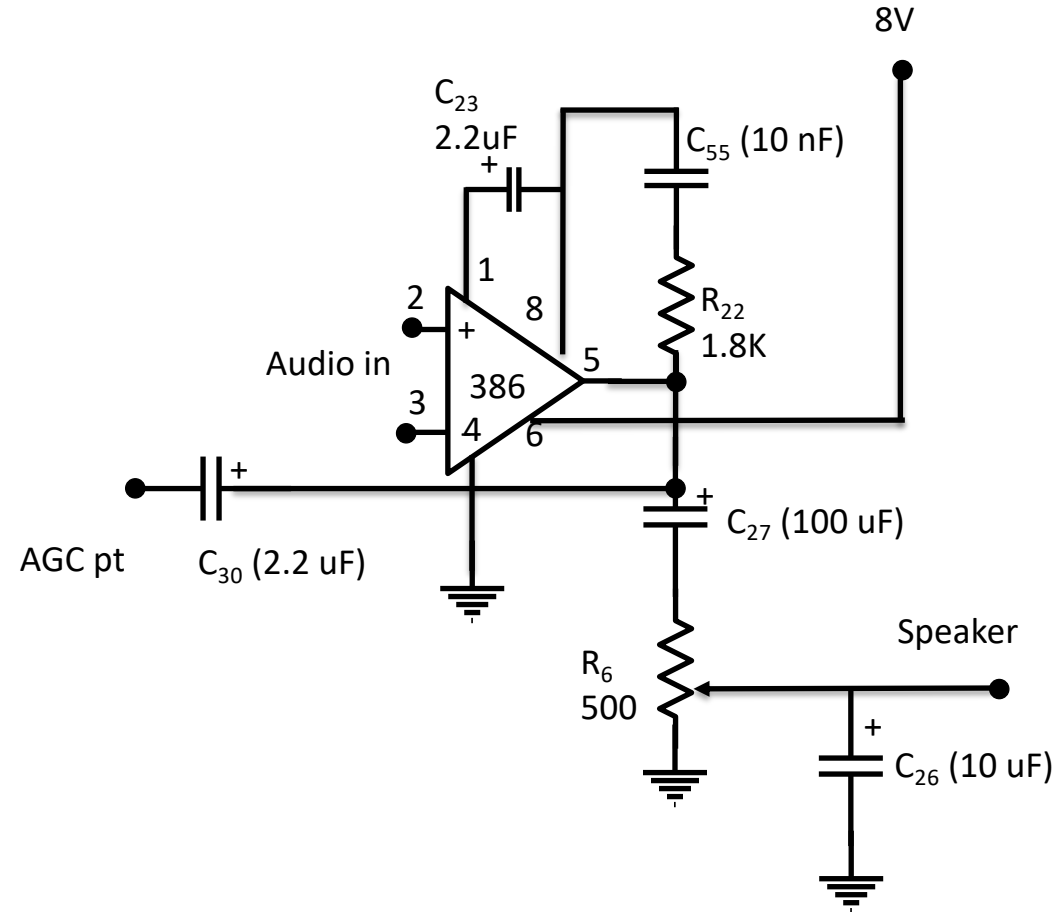 8V
C₂₃
2.2uF
+
C₅₅ (10 nF)
1
2
8
R₂₂
1.8K
+
5
Audio in
386
3
4
6
+
+
C₂₇ (100 uF)
AGC pt
C₃₀ (2.2 uF)
Speaker
R₆
500
+
C₂₆ (10 uF)